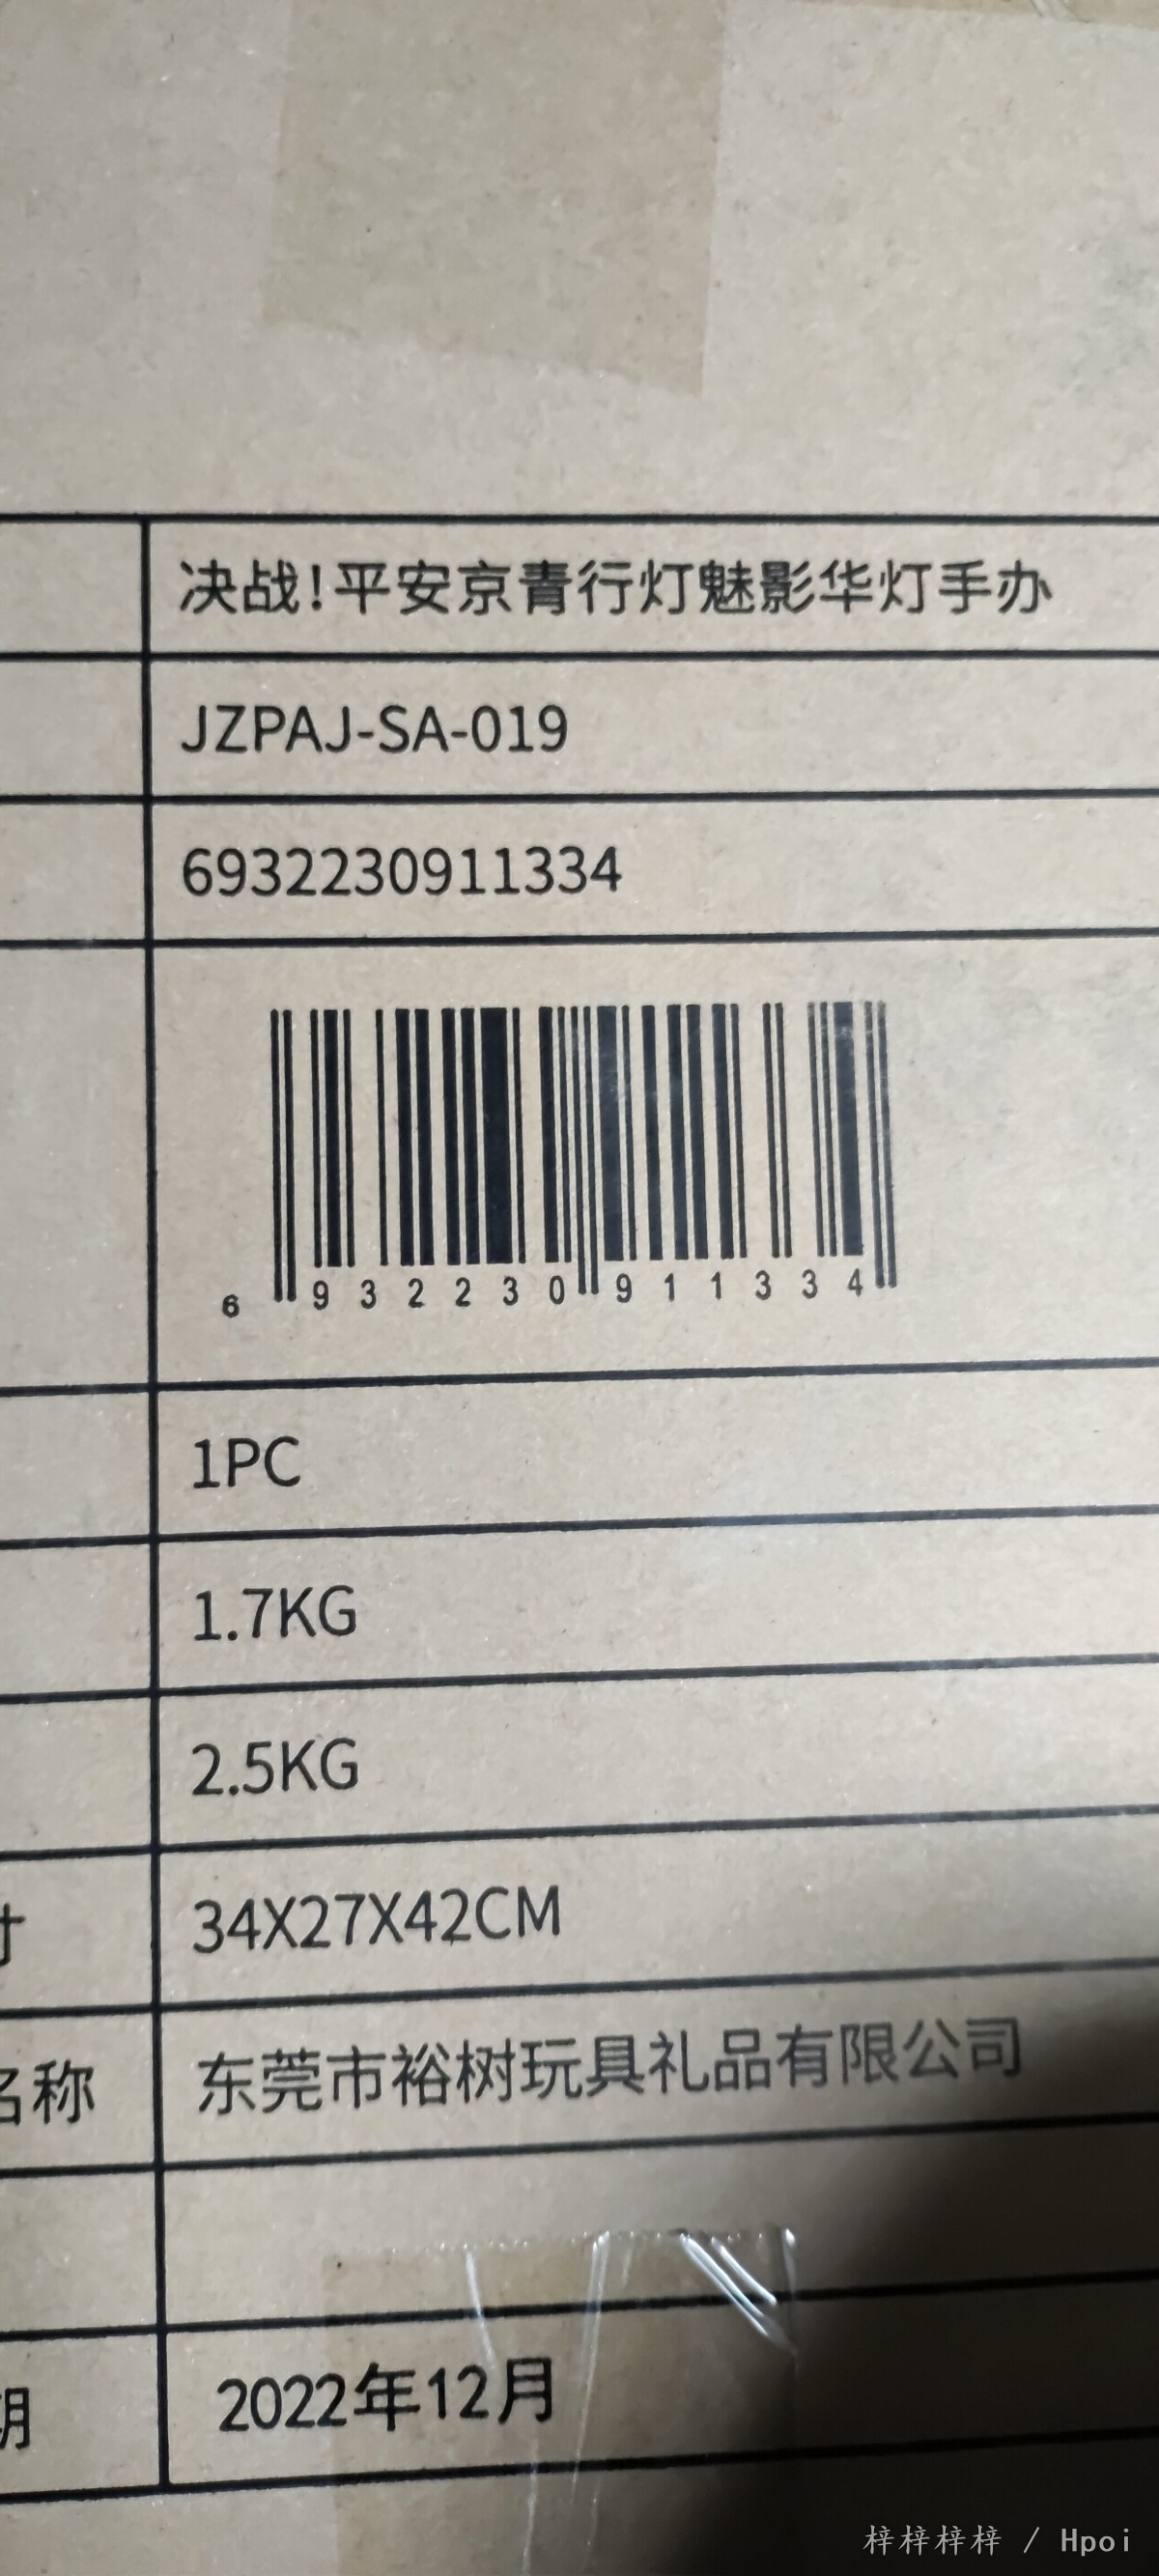 决战!平安京青行灯魅影华灯手办
JZPAJ-SA-019
6932230911334
6 932230 911334
1PC
1.7KG
2.5KG
寸 34X27X42CM
名称 东莞市裕树玩具礼品有限公司
期 2022年12月
梓梓梓梓 / Hpoi